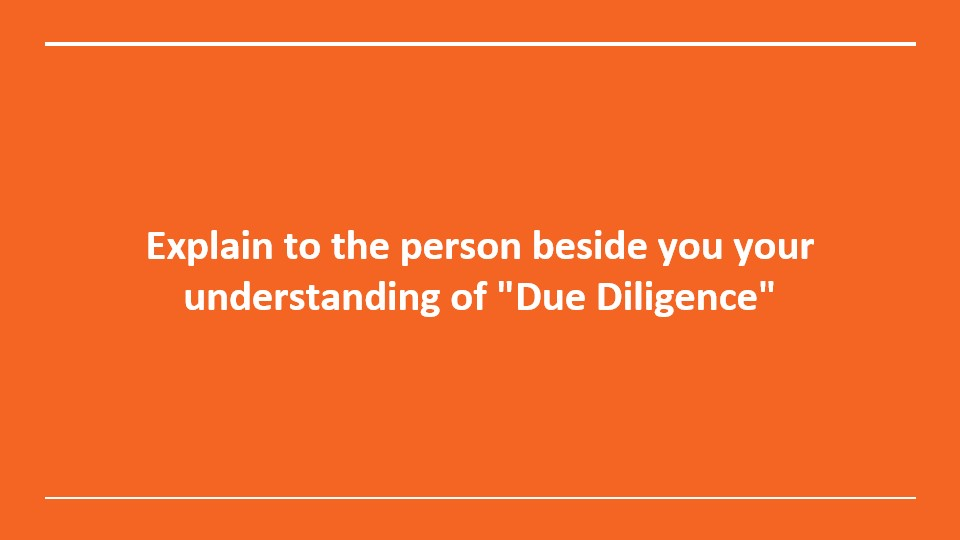 Explain to the person beside you your
understanding of "Due Diligence"